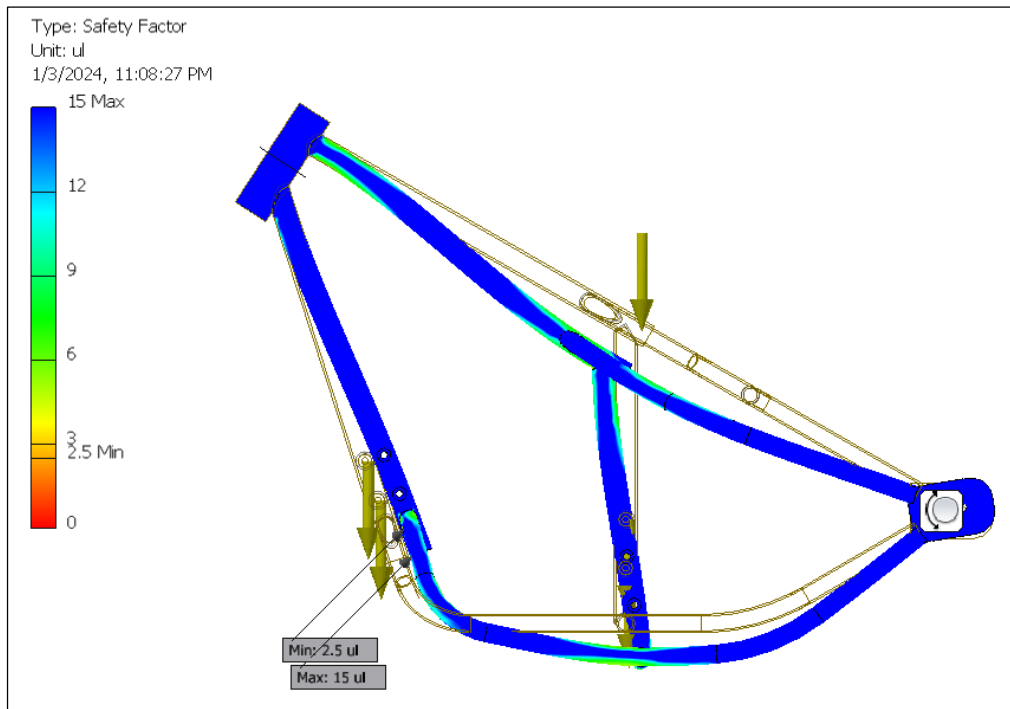 Type: Safety Factor
Unit: ul
1/3/2024, 11:08:27 PM
15 Max
12
9
6
3
2.5 Min
0
Min: 2.5 ul
Max: 15 ul